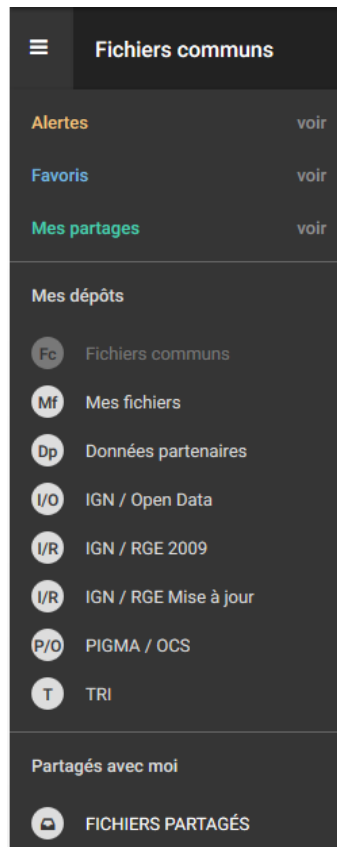 Fichiers communs
Alertes voir
Favoris voir
Mes partages voir
Mes dépôts
Fc Fichiers communs
Mf Mes fichiers
Dp Données partenaires
I/O IGN / Open Data
I/R IGN / RGE 2009
I/R IGN / RGE Mise à jour
P/O PIGMA / OCS
T TRI
Partagés avec moi
FICHIERS PARTAGÉS